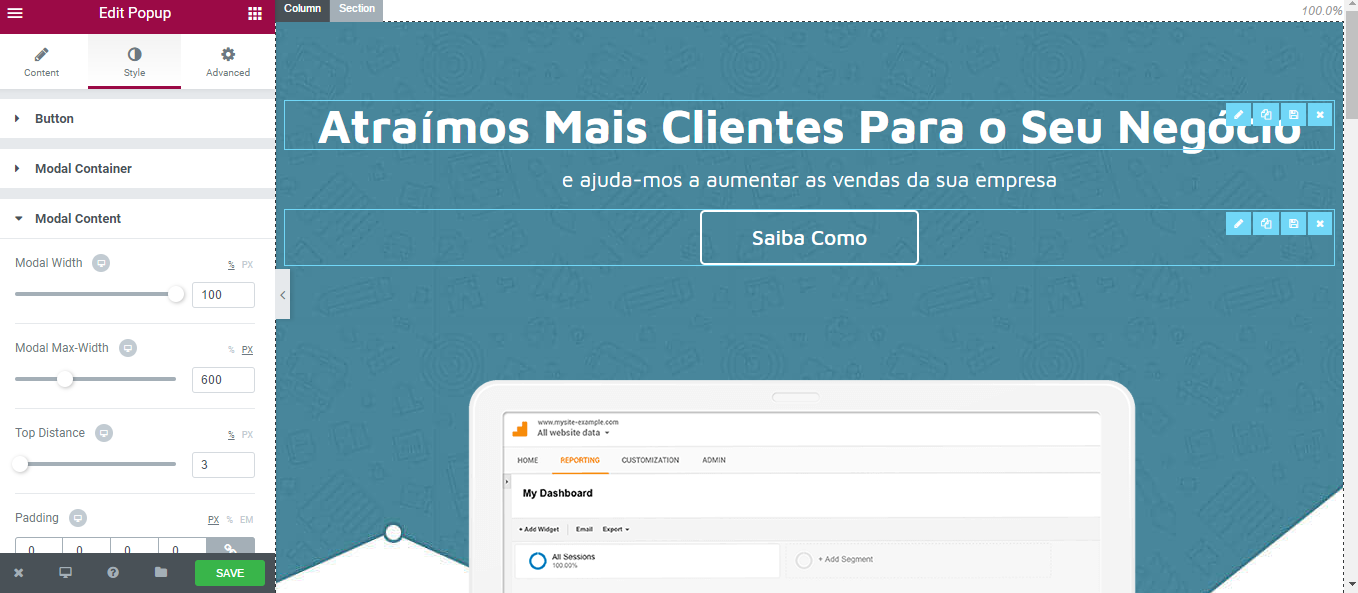 Edit Popup
Column
Section
100.0%
Content
Style
Advanced
Button
Modal Container
Modal Content
Modal Width
% PX
100
Modal Max-Width
% PX
600
Top Distance
% PX
3
Padding
PX % EM
0 0 0 0
SAVE
Atraímos Mais Clientes Para o Seu Negócio
e ajuda-mos a aumentar as vendas da sua empresa
Saiba Como
www.mysite-example.com
All website data
HOME REPORTING CUSTOMIZATION ADMIN
My Dashboard
+ Add Widget Email Export
All Sessions
100.00%
+ Add Segment